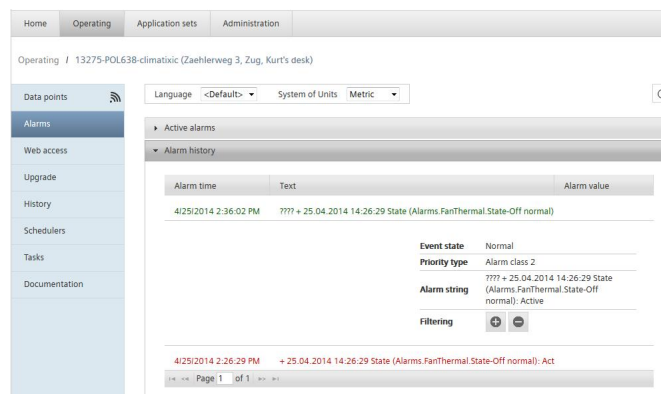 Home Operating Application sets Administration
Operating / 13275-POL638-climatixic (Zaehlerweg 3, Zug, Kurt's desk)
Data points
Language <Default> System of Units Metric
Alarms
Active alarms
Web access
Alarm history
Upgrade
Alarm time Text Alarm value
History
4/25/2014 2:36:02 PM ???? + 25.04.2014 14:26:29 State (Alarms.FanThermal.State-Off normal)
Schedulers
Tasks
Documentation
Event state Normal
Priority type Alarm class 2
Alarm string ???? + 25.04.2014 14:26:29 State
(Alarms.FanThermal.State-Off
normal): Active
Filtering
4/25/2014 2:26:29 PM + 25.04.2014 14:26:29 State (Alarms.FanThermal.State-Off normal): Act
Page 1 of 1